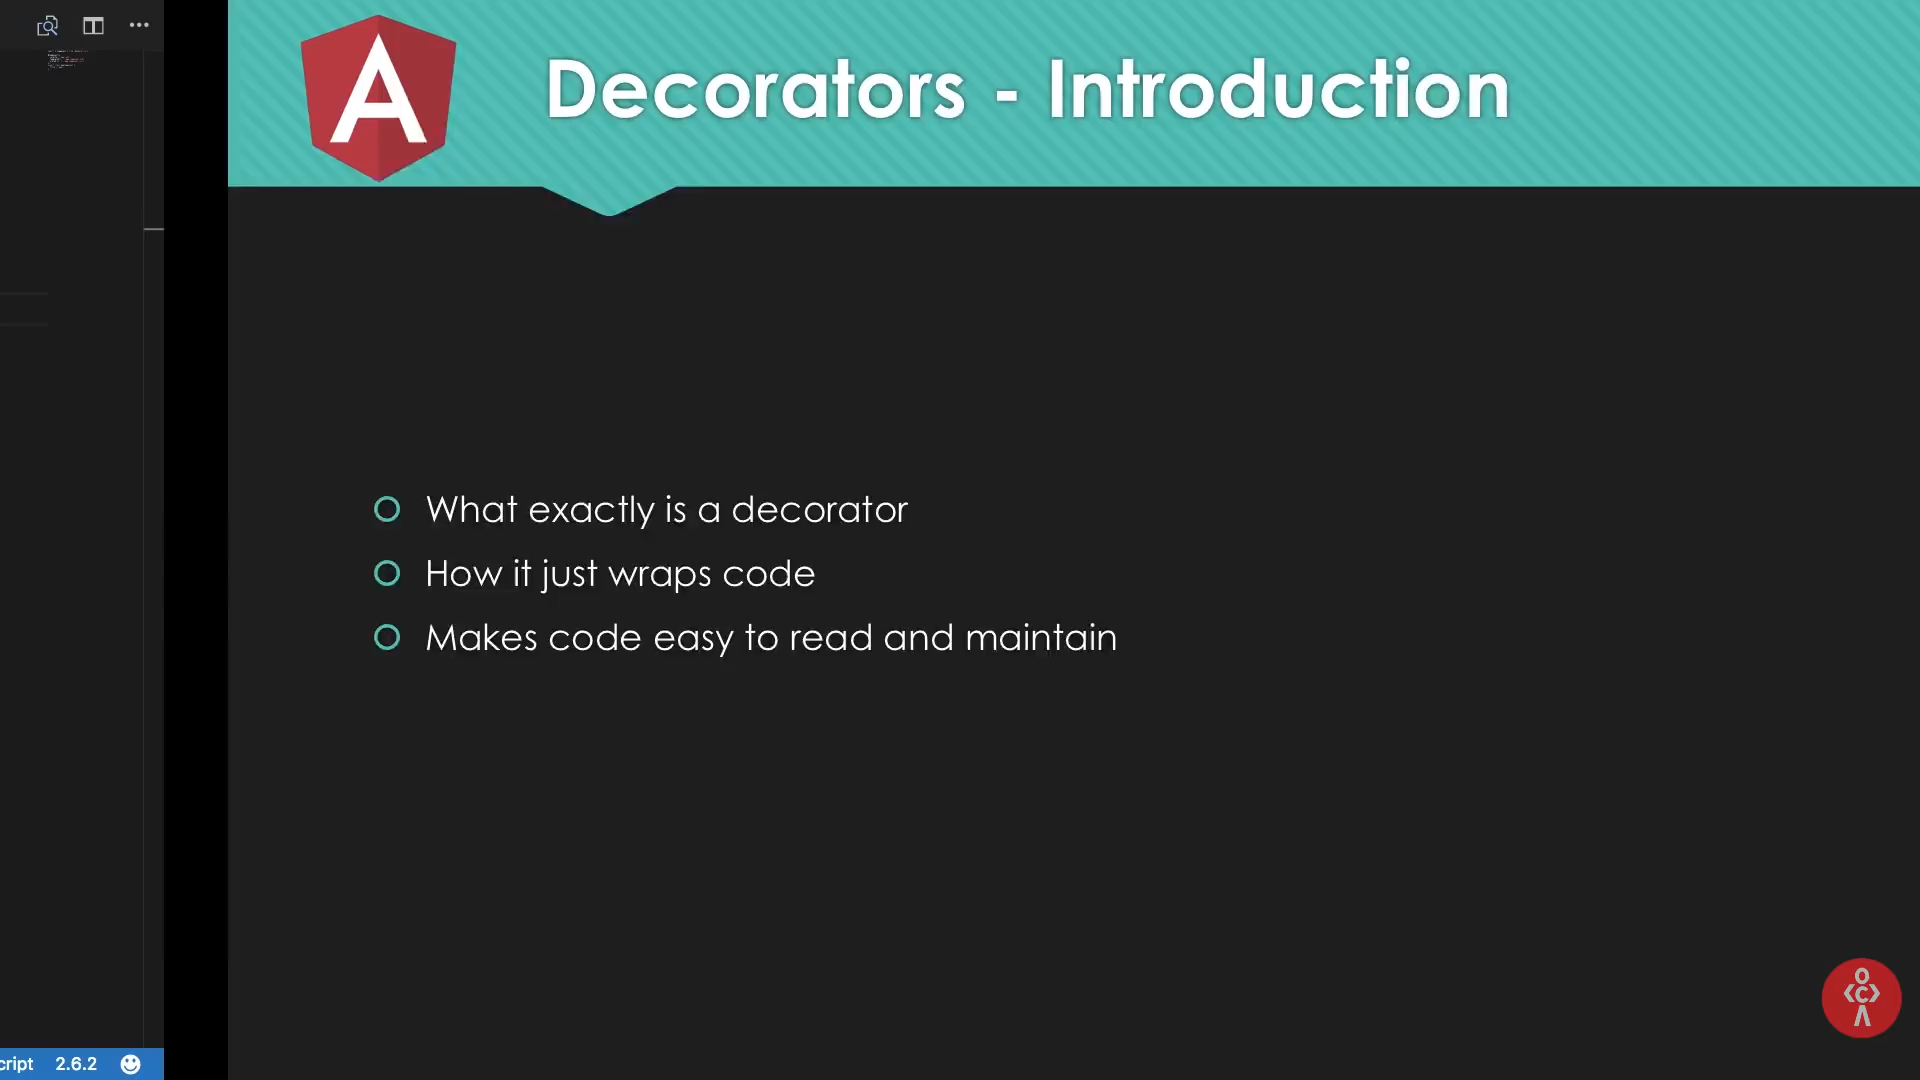 Decorators - Introduction
What exactly is a decorator
How it just wraps code
Makes code easy to read and maintain
cript 2.6.2